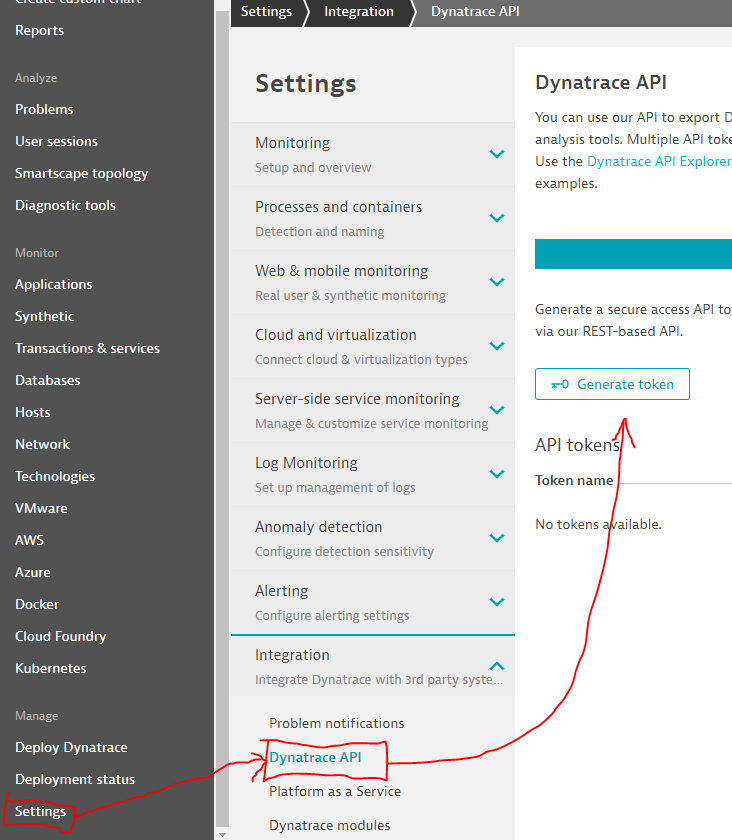 Create custom chart
Reports
Analyze
Problems
User sessions
Smartscape topology
Diagnostic tools
Monitor
Applications
Synthetic
Transactions & services
Databases
Hosts
Network
Technologies
VMware
AWS
Azure
Docker
Cloud Foundry
Kubernetes
Manage
Deploy Dynatrace
Deployment status
Settings
Settings
Integration
Dynatrace API
Settings
Monitoring
Setup and overview
Processes and containers
Detection and naming
Web & mobile monitoring
Real user & synthetic monitoring
Cloud and virtualization
Connect cloud & virtualization types
Server-side service monitoring
Manage & customize service monitoring
Log Monitoring
Set up management of logs
Anomaly detection
Configure detection sensitivity
Alerting
Configure alerting settings
Integration
Integrate Dynatrace with 3rd party syste...
Problem notifications
Dynatrace API
Platform as a Service
Dynatrace modules
Dynatrace API
You can use our API to export D
analysis tools. Multiple API toke
Use the Dynatrace API Explorer
examples.
Generate a secure access API to
via our REST-based API.
Generate token
API tokens
Token name
No tokens available.